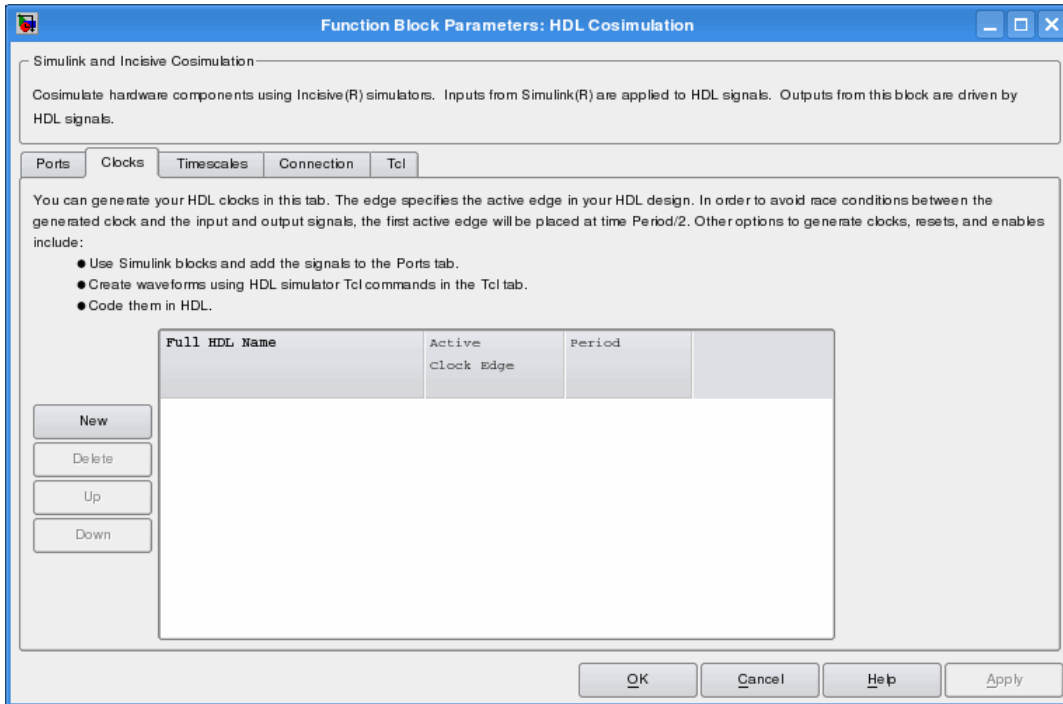 Function Block Parameters: HDL Cosimulation
Simulink and Incisive Cosimulation
Cosimulate hardware components using Incisive(R) simulators. Inputs from Simulink(R) are applied to HDL signals. Outputs from this block are driven by
HDL signals.
Ports Clocks Timescales Connection Tcl
You can generate your HDL clocks in this tab. The edge specifies the active edge in your HDL design. In order to avoid race conditions between the
generated clock and the input and output signals, the first active edge will be placed at time Period/2. Other options to generate clocks, resets, and enables
include:
● Use Simulink blocks and add the signals to the Ports tab.
● Create waveforms using HDL simulator Tcl commands in the Tcl tab.
● Code them in HDL.
Full HDL Name Active Period
Clock Edge
New
Delete
Up
Down
OK Cancel Help Apply